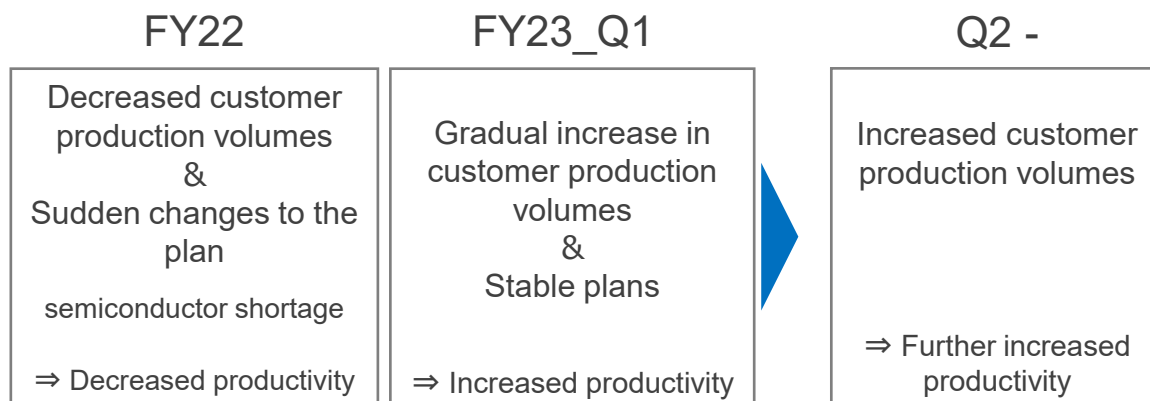 FY22
Decreased customer
production volumes
&
Sudden changes to the
plan
semiconductor shortage
⇒ Decreased productivity
FY23_Q1
Gradual increase in
customer production
volumes
&
Stable plans
⇒ Increased productivity
Q2 -
Increased customer
production volumes
⇒ Further increased
productivity